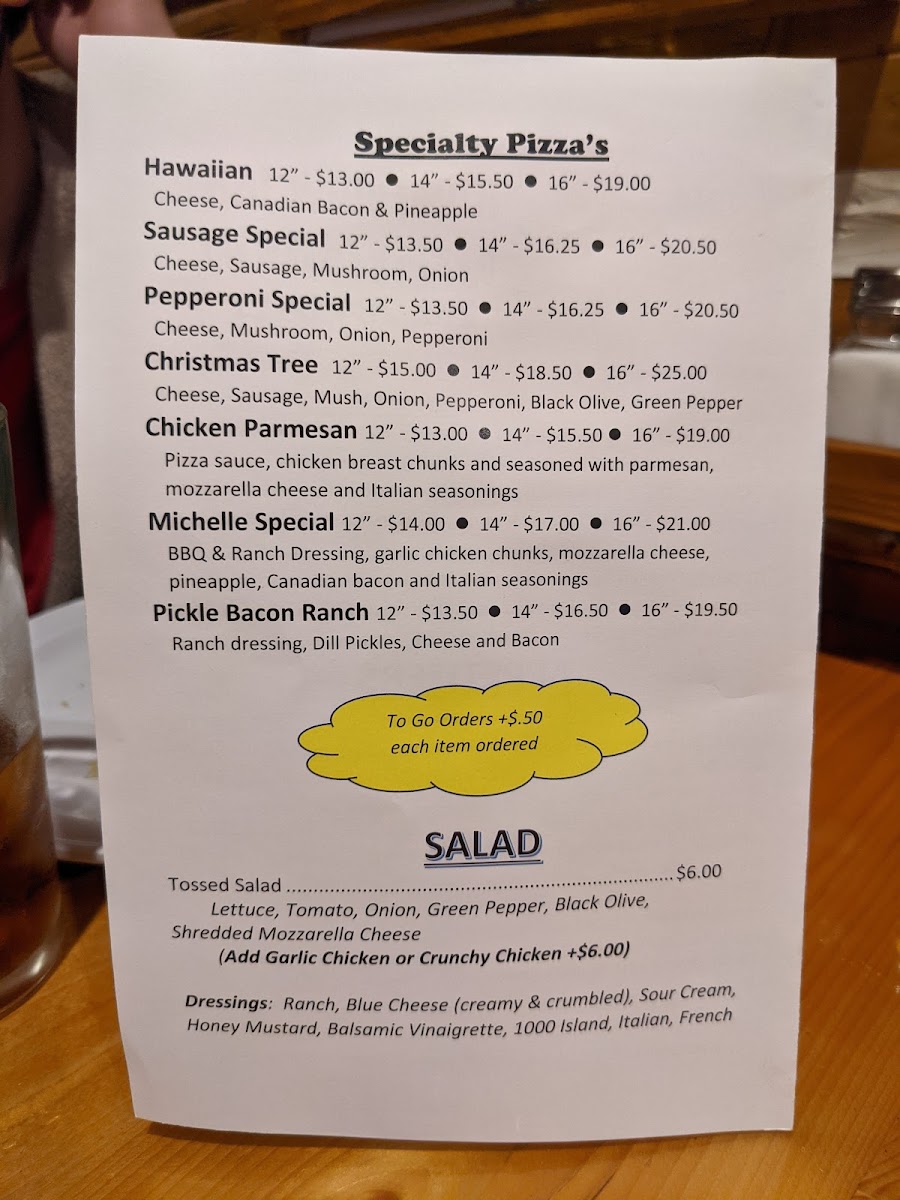 Specialty Pizza's
Hawaiian 12” - $13.00 ● 14” - $15.50 ● 16” - $19.00
Cheese, Canadian Bacon & Pineapple
Sausage Special 12” - $13.50 ● 14” - $16.25 ● 16” - $20.50
Cheese, Sausage, Mushroom, Onion
Pepperoni Special 12” - $13.50 ● 14” - $16.25 ● 16” - $20.50
Cheese, Mushroom, Onion, Pepperoni
Christmas Tree 12” - $15.00 ● 14” - $18.50 ● 16” - $25.00
Cheese, Sausage, Mush, Onion, Pepperoni, Black Olive, Green Pepper
Chicken Parmesan 12” - $13.00 ● 14” - $15.50 ● 16” - $19.00
Pizza sauce, chicken breast chunks and seasoned with parmesan,
mozzarella cheese and Italian seasonings
Michelle Special 12” - $14.00 ● 14” - $17.00 ● 16” - $21.00
BBQ & Ranch Dressing, garlic chicken chunks, mozzarella cheese,
pineapple, Canadian bacon and Italian seasonings
Pickle Bacon Ranch 12” - $13.50 ● 14” - $16.50 ● 16” - $19.50
Ranch dressing, Dill Pickles, Cheese and Bacon
To Go Orders +$.50
each item ordered
SALAD
Tossed Salad ........................................................................ $6.00
Lettuce, Tomato, Onion, Green Pepper, Black Olive,
Shredded Mozzarella Cheese
(Add Garlic Chicken or Crunchy Chicken +$6.00)
Dressings: Ranch, Blue Cheese (creamy & crumbled), Sour Cream,
Honey Mustard, Balsamic Vinaigrette, 1000 Island, Italian, French